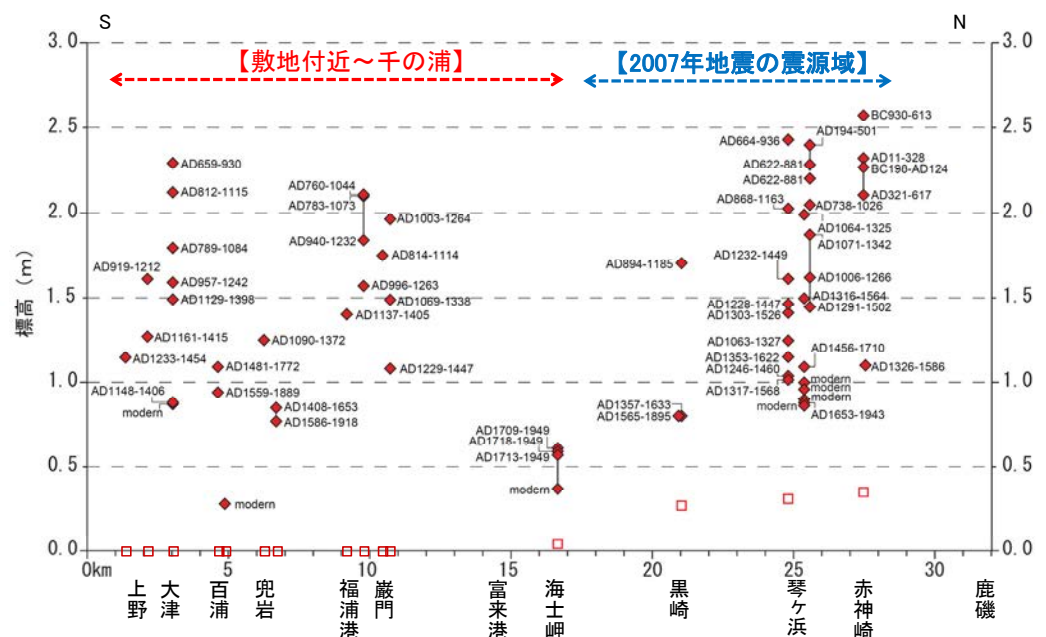 S
N
【敷地付近～千の浦】
【2007年地震の震源域】
標高（m）
3.0
2.5
2.0
1.5
1.0
0.5
0.0
3.0
2.5
2.0
1.5
1.0
0.5
0.0
AD659-930
AD812-1115
AD789-1084
AD919-1212
AD957-1242
AD1129-1398
AD1161-1415
AD1233-1454
AD1148-1406
modern
AD1481-1772
AD1559-1889
modern
AD1090-1372
AD1408-1653
AD1586-1918
AD760-1044
AD783-1073
AD940-1232
AD996-1263
AD1137-1405
AD1003-1264
AD814-1114
AD1069-1338
AD1229-1447
AD1709-1949
AD1718-1949
AD1713-1949
modern
AD894-1185
AD1357-1633
AD1565-1895
AD664-936
AD194-501
AD622-881
AD622-881
AD868-1163
AD738-1026
AD1064-1325
AD1071-1342
AD1232-1449
AD1006-1266
AD1316-1564
AD1228-1447
AD1291-1502
AD1303-1526
AD1063-1327
AD1353-1622
AD1456-1710
AD1246-1460
modern
AD1317-1568
modern
modern
modern
AD1653-1943
BC930-613
AD11-328
BC190-AD124
AD321-617
AD1326-1586
0km
5
10
15
20
25
30
上野
大津
百浦
兜岩
福浦港
巌門
富来港
海士岬
黒崎
琴ヶ浜
赤神崎
鹿磯